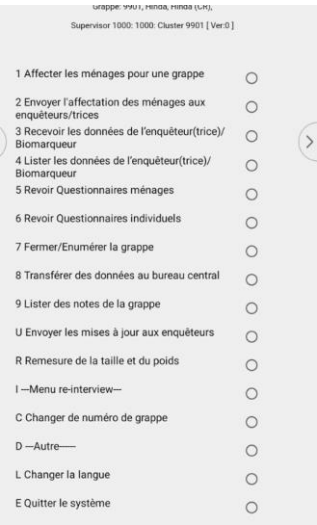 Grappe: 9901, Hinda, Hinda (CR),
Supervisor 1000: 1000: Cluster 9901 [ Ver:0 ]
1 Affecter les ménages pour une grappe
2 Envoyer l'affectation des ménages aux
enquêteurs/trices
3 Recevoir les données de l'enquêteur(trice)/
Biomarqueur
4 Lister les données de l'enquêteur(trice)/
Biomarqueur
5 Revoir Questionnaires ménages
6 Revoir Questionnaires individuels
7 Fermer/Enumérer la grappe
8 Transférer des données au bureau central
9 Lister des notes de la grappe
U Envoyer les mises à jour aux enquêteurs
R Remesure de la taille et du poids
I ---Menu re-interview---
C Changer de numéro de grappe
D ---Autre-----
L Changer la langue
E Quitter le système